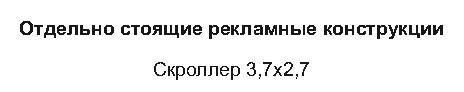 Отдельно стоящие рекламные конструкции
Скроллер 3,7х2,7